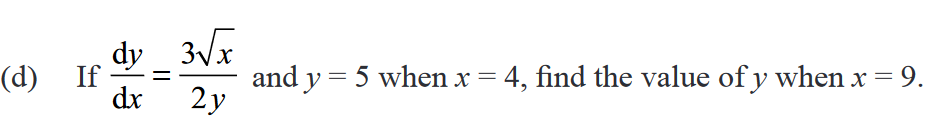 (d) If dy/dx = 3√x/2y and y = 5 when x = 4, find the value of y when x = 9.